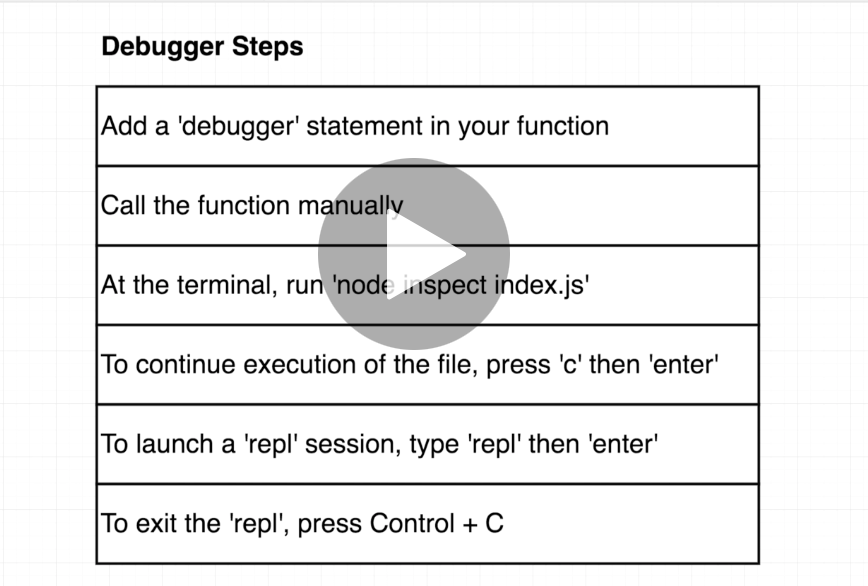 Debugger Steps
Add a 'debugger' statement in your function
Call the function manually
At the terminal, run 'node inspect index.js'
To continue execution of the file, press 'c' then 'enter'
To launch a 'repl' session, type 'repl' then 'enter'
To exit the 'repl', press Control + C